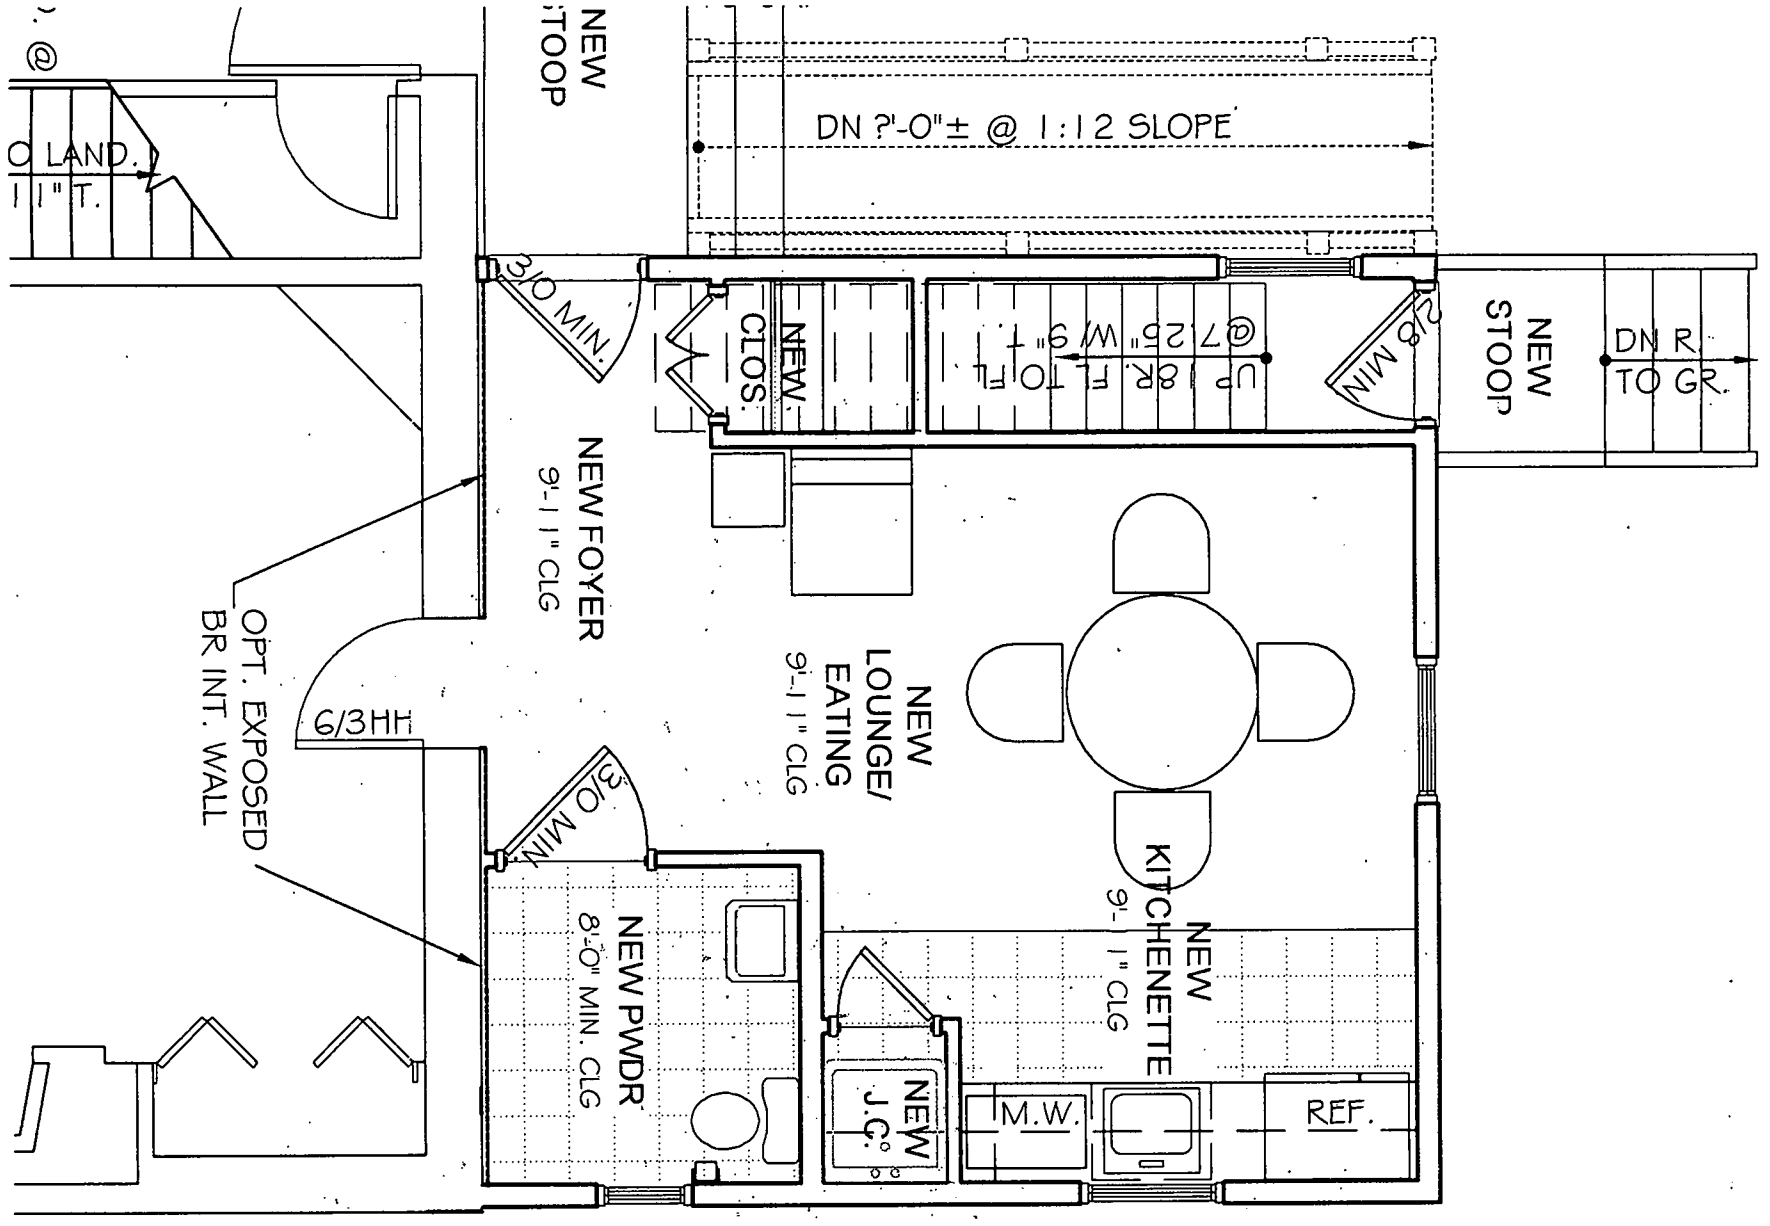 @
O LAND.
11" T.
NEW
STOOP
DN ?'-0"± @ 1:12 SLOPE
3/0 MIN.
NEW
CLOS.
UP 18R. FL TO FL
@7.25" W/ 9" T.
2/8 MIN
NEW
STOOP
DN R.
TO GR.
NEW FOYER
9'-11" CLG
OPT. EXPOSED
BR INT. WALL
6/3HH
NEW
LOUNGE/
EATING
9'-11" CLG
3/0 MIN.
NEW
KITCHENETTE
9'-1" CLG
NEW PWDR
8'-0" MIN. CLG
NEW
J.C.
M.W.
REF.